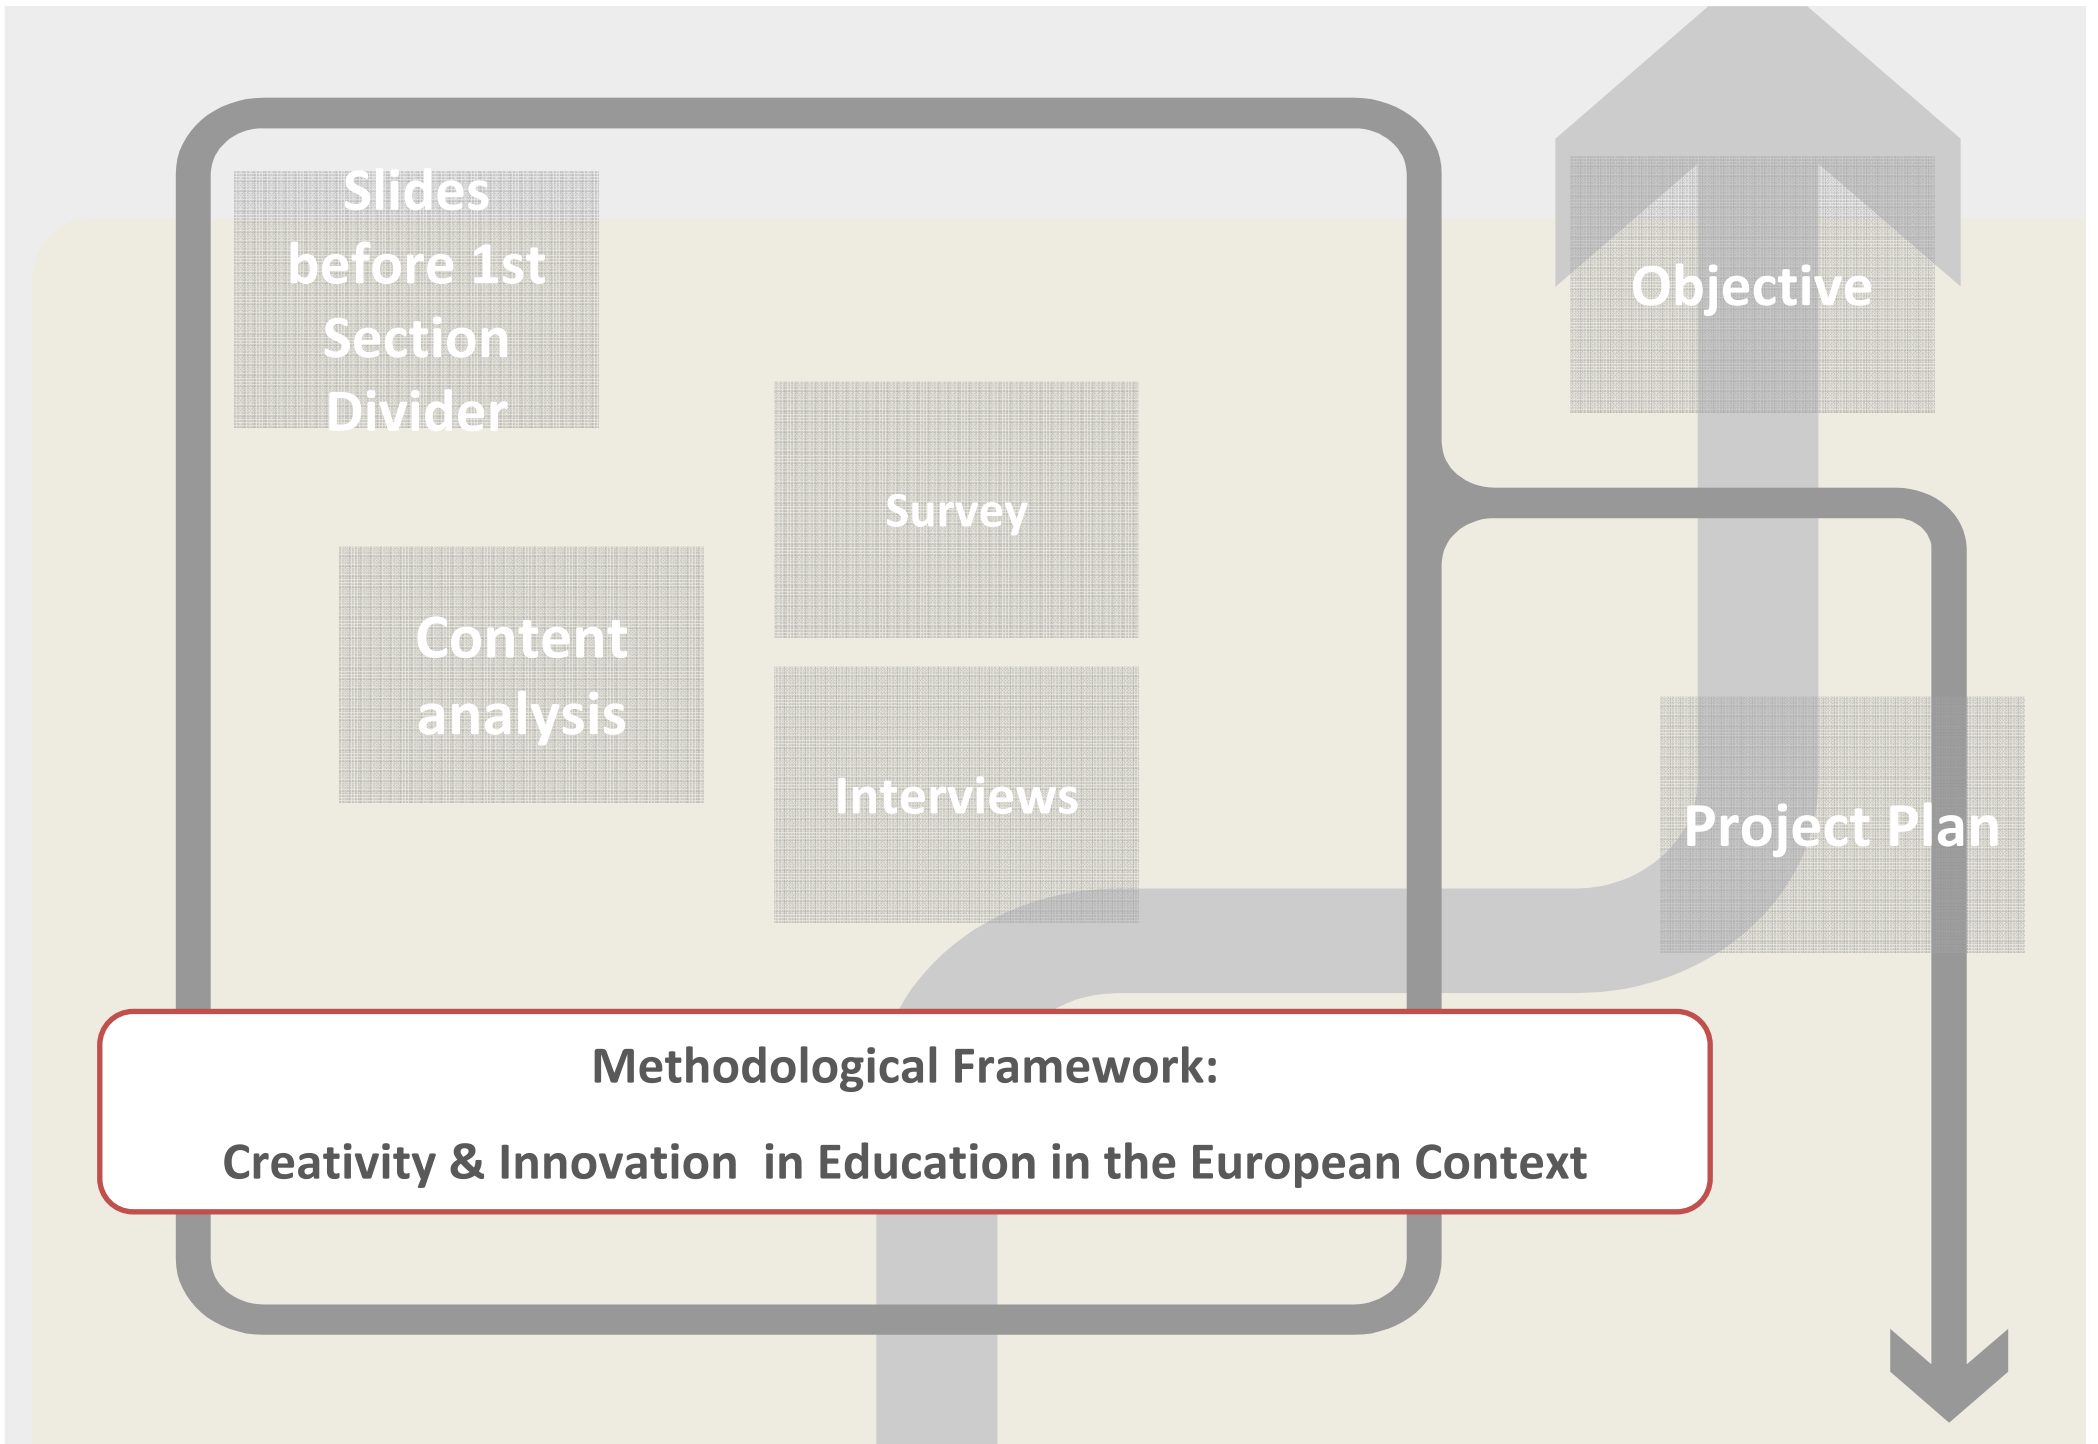 Slides
before 1st
Section
Divider
Objective
Survey
Content
analysis
Interviews
Project Plan
Methodological Framework:
Creativity & Innovation  in Education in the European Context